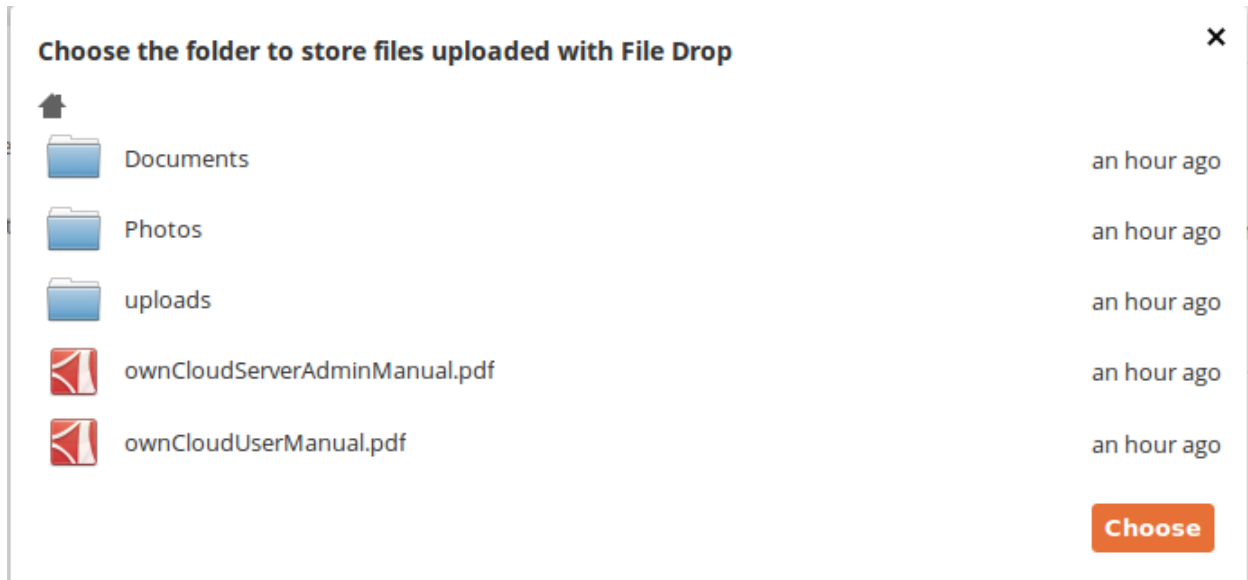 Choose the folder to store files uploaded with File Drop
Documents an hour ago
Photos an hour ago
uploads an hour ago
ownCloudServerAdminManual.pdf an hour ago
ownCloudUserManual.pdf an hour ago
Choose